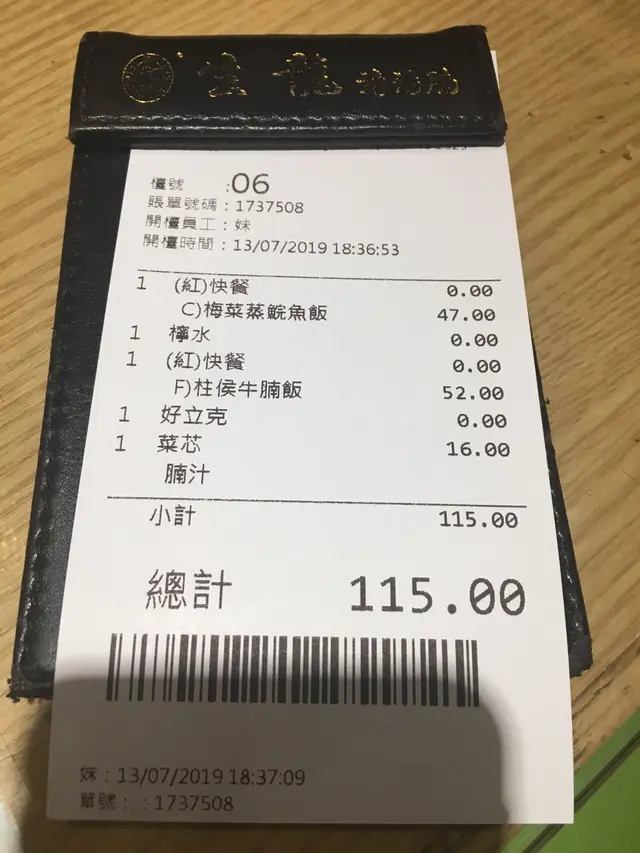 金龍
檯號 :06
賬單號碼：1737508
開檯員工：妹
開檯時間：13/07/2019 18:36:53
1 (紅)快餐 0.00
C)梅菜蒸鯇魚飯 47.00
1 檸水 0.00
1 (紅)快餐 0.00
F)柱侯牛腩飯 52.00
1 好立克 0.00
1 菜芯 16.00
腩汁
小計 115.00
總計 115.00
妹：13/07/2019 18:37:09
單號： :1737508